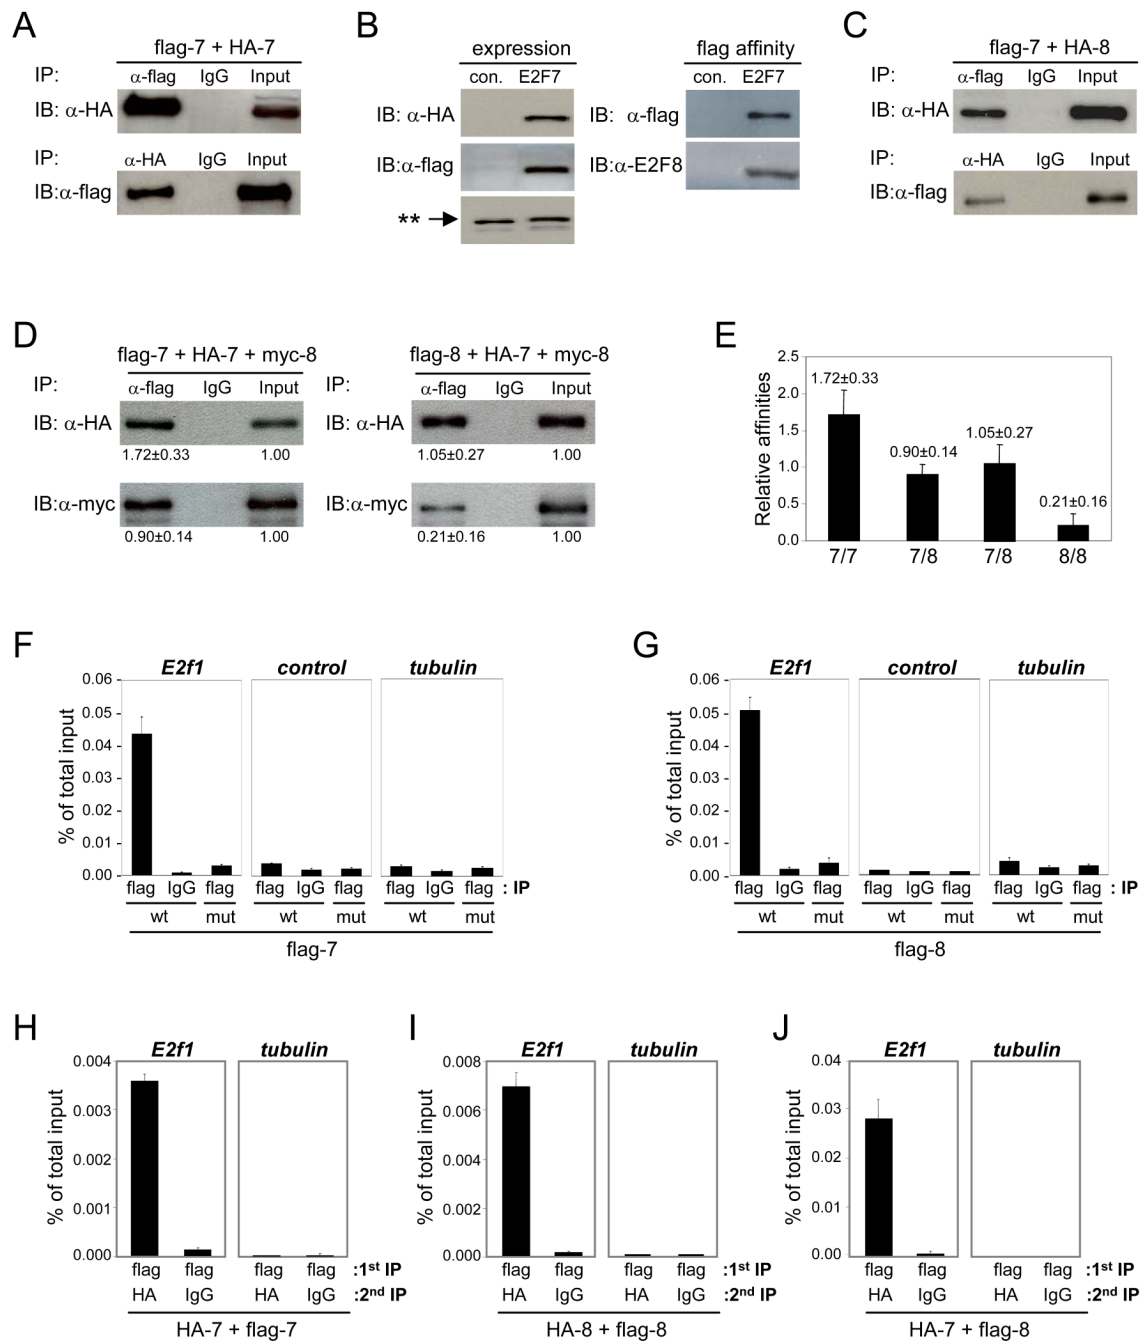 A
flag-7 + HA-7
IP: α-flag IgG Input
IB: α-HA
IP: α-HA IgG Input
IB:α-flag
B
expression
con. E2F7
IB: α-HA
IB:α-flag
**
flag affinity
con. E2F7
IB: α-flag
IB:α-E2F8
C
flag-7 + HA-8
IP: α-flag IgG Input
IB: α-HA
IP: α-HA IgG Input
IB:α-flag
D
flag-7 + HA-7 + myc-8
IP: α-flag IgG Input
IB: α-HA
1.72±0.33 1.00
IB:α-myc
0.90±0.14 1.00
flag-8 + HA-7 + myc-8
IP: α-flag IgG Input
IB: α-HA
1.05±0.27 1.00
IB:α-myc
0.21±0.16 1.00
E
Relative affinities
2.5
2.0
1.5
1.0
0.5
0.0
1.72±0.33
0.90±0.14
1.05±0.27
0.21±0.16
7/7 7/8 7/8 8/8
F
E2f1 control tubulin
% of total input
0.06
0.05
0.04
0.03
0.02
0.01
0.00
flag IgG flag flag IgG flag flag IgG flag : IP
wt mut wt mut wt mut
flag-7
G
E2f1 control tubulin
% of total input
0.06
0.05
0.04
0.03
0.02
0.01
0.00
flag IgG flag flag IgG flag flag IgG flag : IP
wt mut wt mut wt mut
flag-8
H
E2f1 tubulin
% of total input
0.004
0.003
0.002
0.001
0.000
flag flag flag flag :1st IP
HA IgG HA IgG :2nd IP
HA-7 + flag-7
I
E2f1 tubulin
% of total input
0.008
0.006
0.004
0.002
0.000
flag flag flag flag :1st IP
HA IgG HA IgG :2nd IP
HA-8 + flag-8
J
E2f1 tubulin
% of total input
0.04
0.03
0.02
0.01
0.00
flag flag flag flag :1st IP
HA IgG HA IgG :2nd IP
HA-7 + flag-8